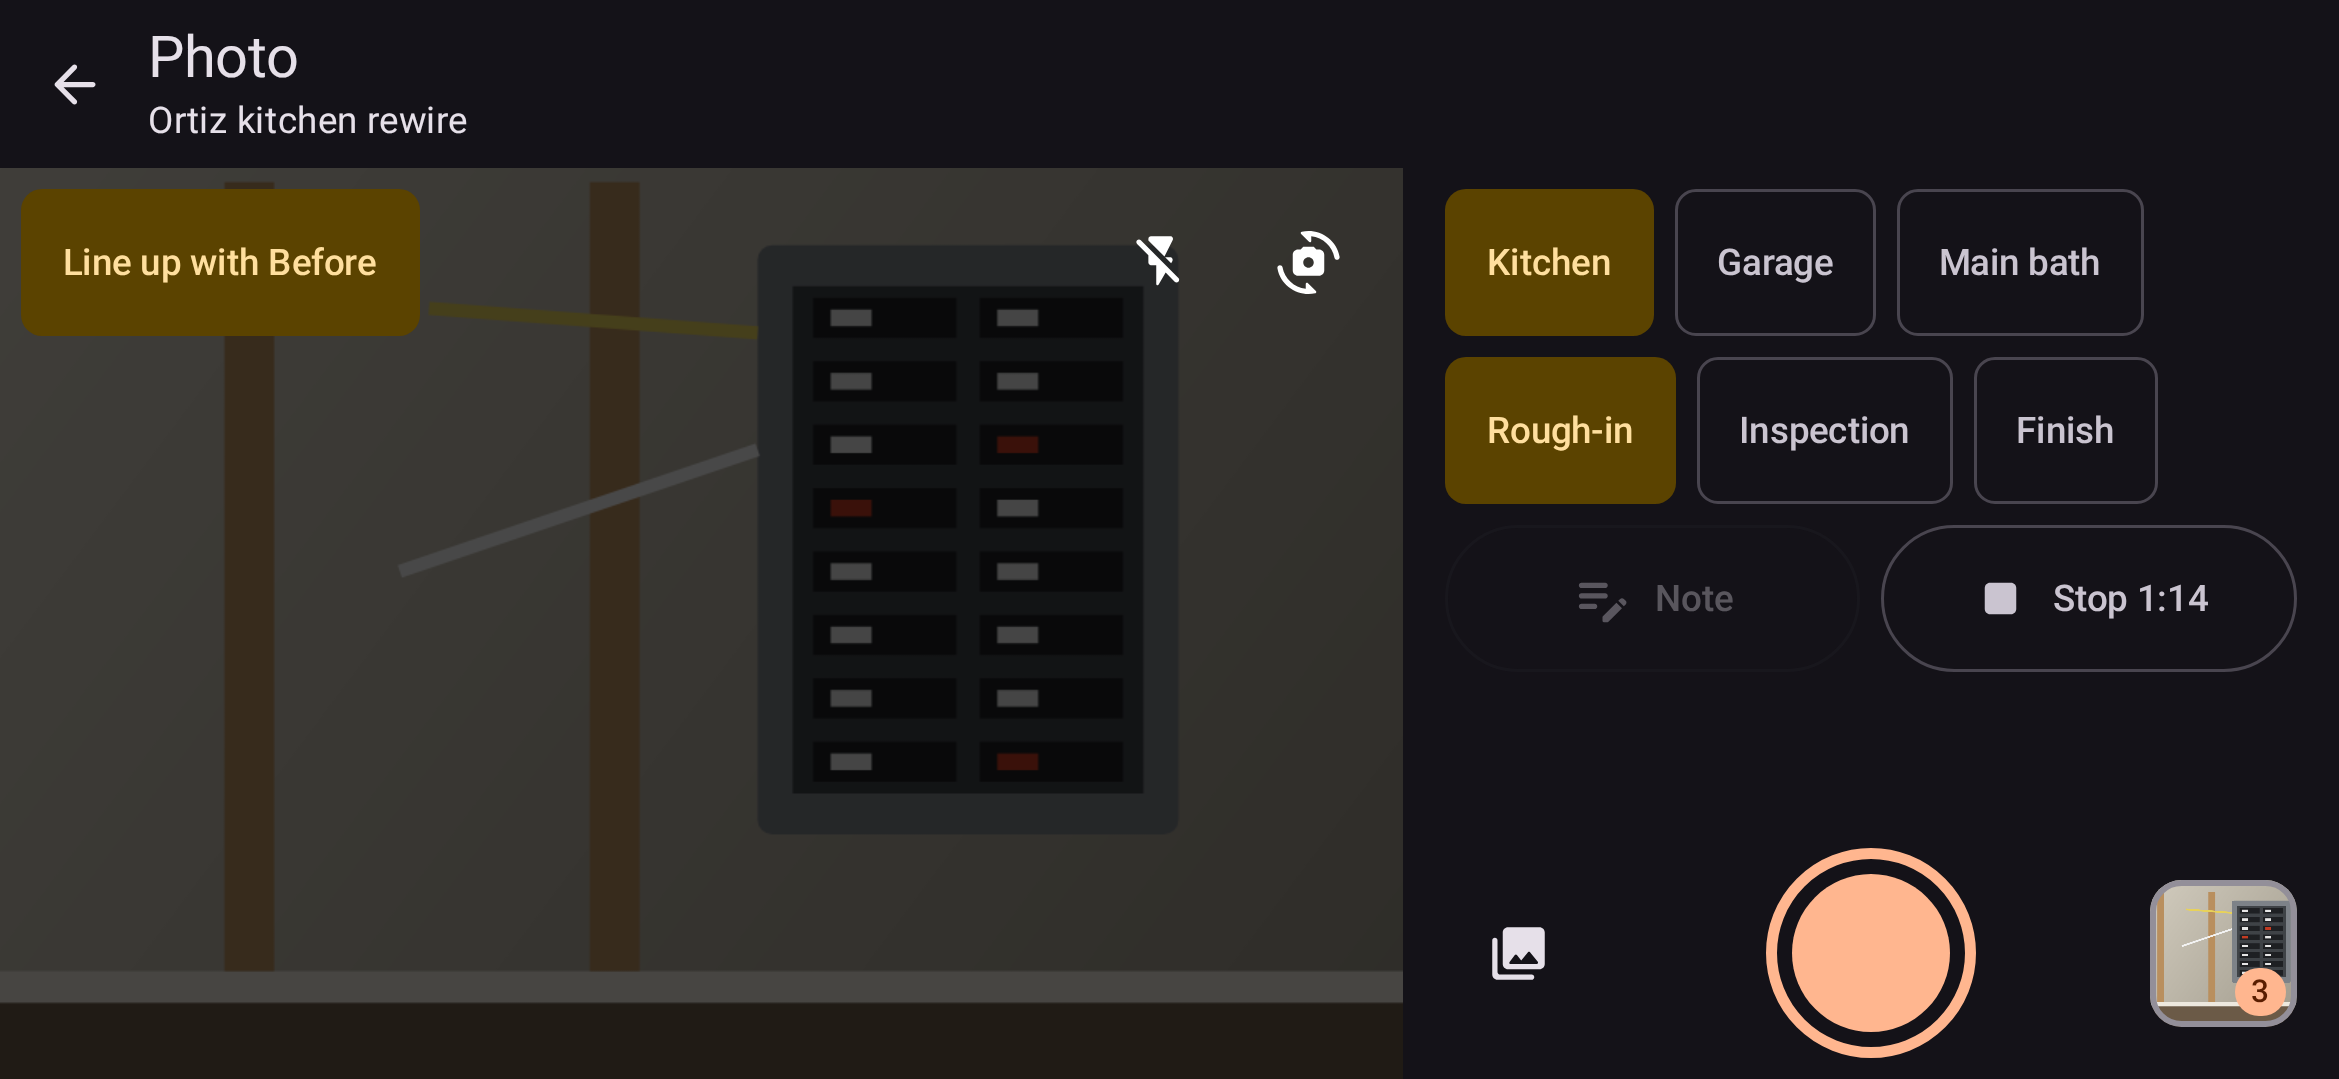 Photo
Ortiz kitchen rewire
Line up with Before
Kitchen
Garage
Main bath
Rough-in
Inspection
Finish
Note
Stop 1:14
3